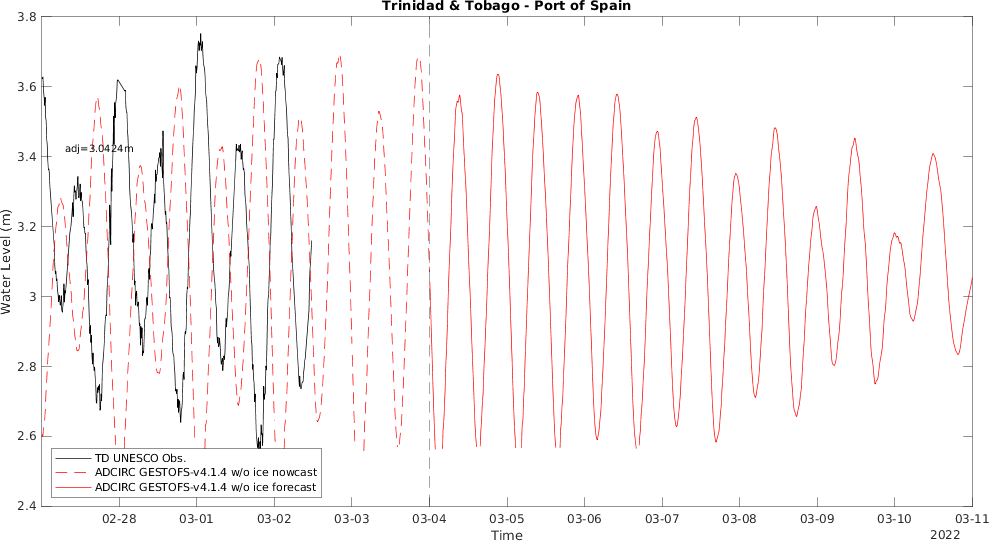 Trinidad & Tobago - Port of Spain
3.8
3.6
3.4
3.2
3
2.8
2.6
2.4
Water Level (m)
adj=3.0424m
TD UNESCO Obs.
ADCIRC GESTOFS-v4.1.4 w/o ice nowcast
ADCIRC GESTOFS-v4.1.4 w/o ice forecast
02-28 03-01 03-02 03-03 03-04 03-05 03-06 03-07 03-08 03-09 03-10 03-11
Time
2022